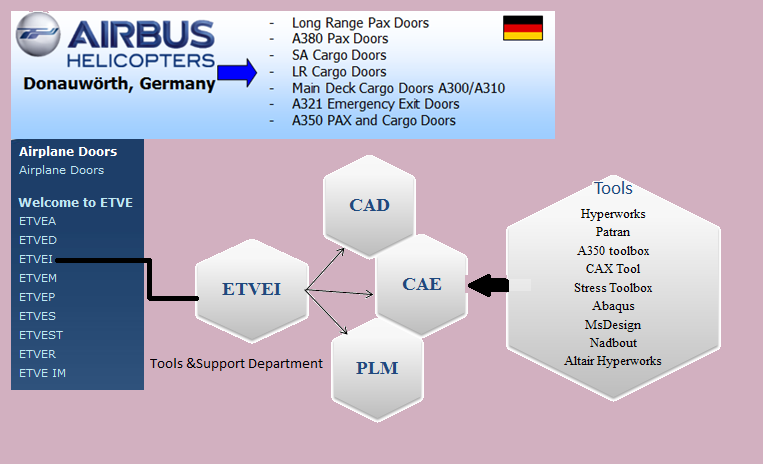 AIRBUS
HELICOPTERS
Donauwörth, Germany
- Long Range Pax Doors
- A380 Pax Doors
- SA Cargo Doors
- LR Cargo Doors
- Main Deck Cargo Doors A300/A310
- A321 Emergency Exit Doors
- A350 PAX and Cargo Doors
Airplane Doors
Airplane Doors
Welcome to ETVE
ETVEA
ETVED
ETVEI
ETVEM
ETVEP
ETVES
ETVEST
ETVER
ETVE IM
ETVEI
Tools &Support Department
CAD
CAE
PLM
Tools
Hyperworks
Patran
A350 toolbox
CAX Tool
Stress Toolbox
Abaqus
MsDesign
Nadbout
Altair Hyperworks